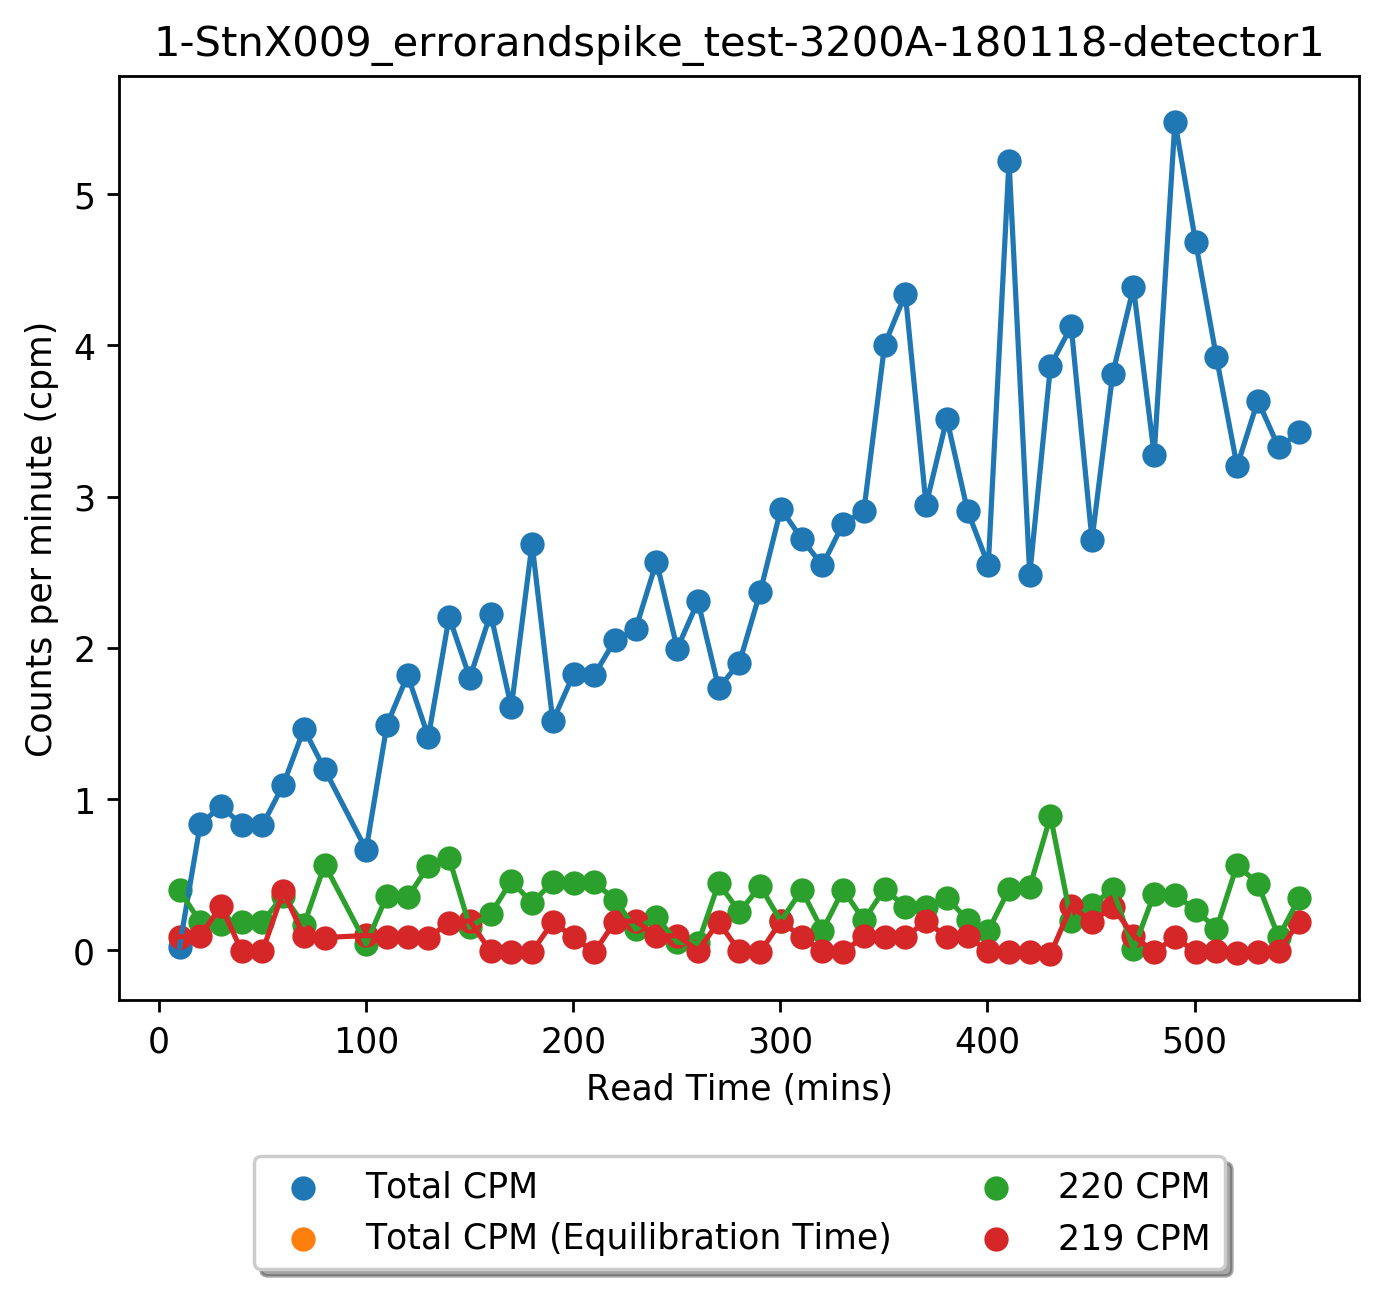 1-StnX009_errorandspike_test-3200A-180118-detector1
Counts per minute (cpm)
5
4
3
2
1
0
0 100 200 300 400 500
Read Time (mins)
Total CPM
Total CPM (Equilibration Time)
220 CPM
219 CPM